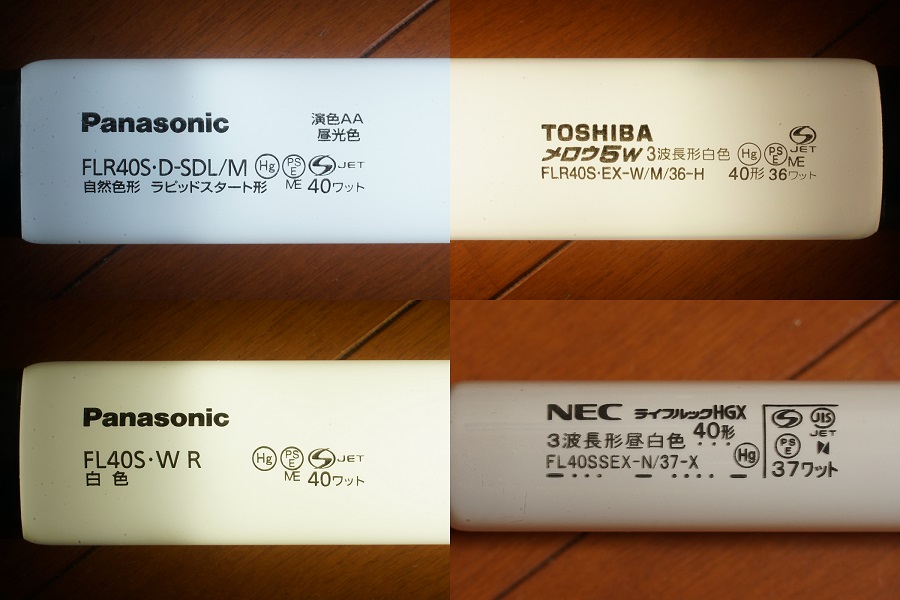 Panasonic
演色AA
昼光色
FLR40S・D-SDL/M Hg PSE JET
自然色形 ラピッドスタート形 ME 40ワット
TOSHIBA
メロウ5W 3波長形白色 Hg PSE JET
ME
FLR40S・EX-W/M/36-H 40形 36ワット
Panasonic
FL40S・W R Hg PSE JET
白色 ME 40ワット
NEC ライフルックHGX
3波長形昼白色 40形
FL40SSEX-N/37-X Hg
JIS
JET
PSE N
37ワット